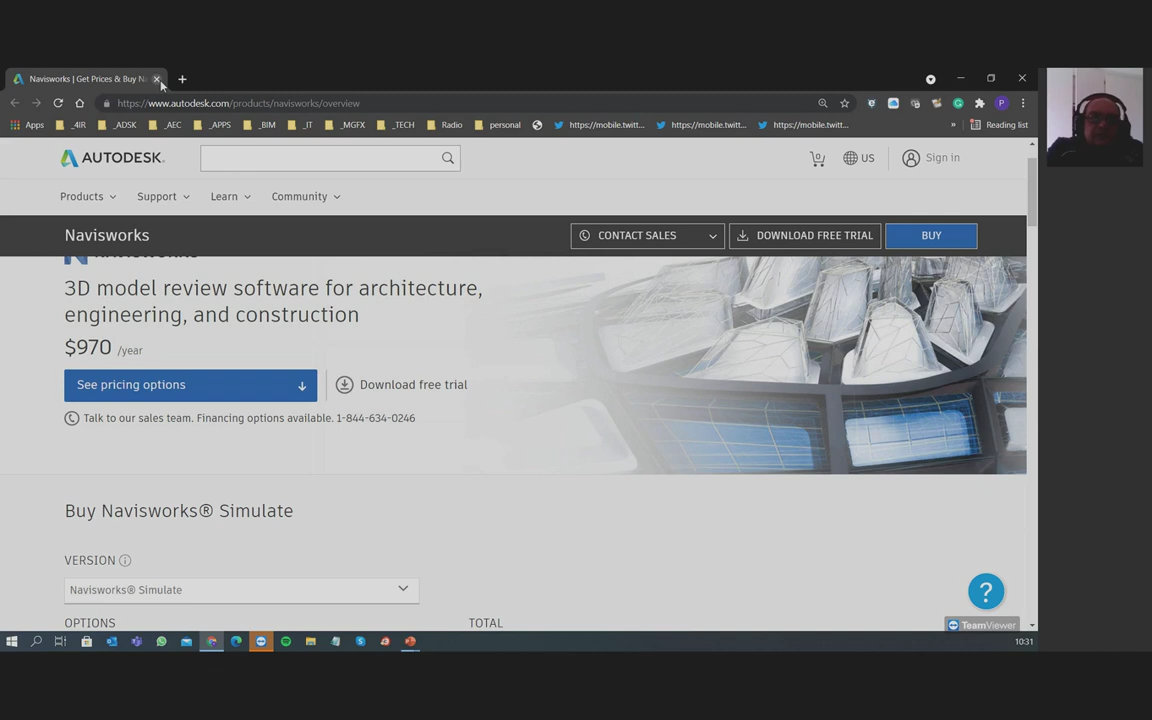 Navisworks | Get Prices & Buy
https://www.autodesk.com/products/navisworks/overview
Apps _4IR _ADSK _AEC _APPS _BIM _IT _MGFX _TECH Radio personal https://mobile.twitt... https://mobile.twitt... https://mobile.twitt... » Reading list
AUTODESK. 0 US Sign in
Products Support Learn Community
Navisworks CONTACT SALES DOWNLOAD FREE TRIAL BUY
3D model review software for architecture,
engineering, and construction
$970 /year
See pricing options Download free trial
Talk to our sales team. Financing options available. 1-844-634-0246
Buy Navisworks® Simulate
VERSION
Navisworks® Simulate
?
OPTIONS TOTAL
TeamViewer
10:31